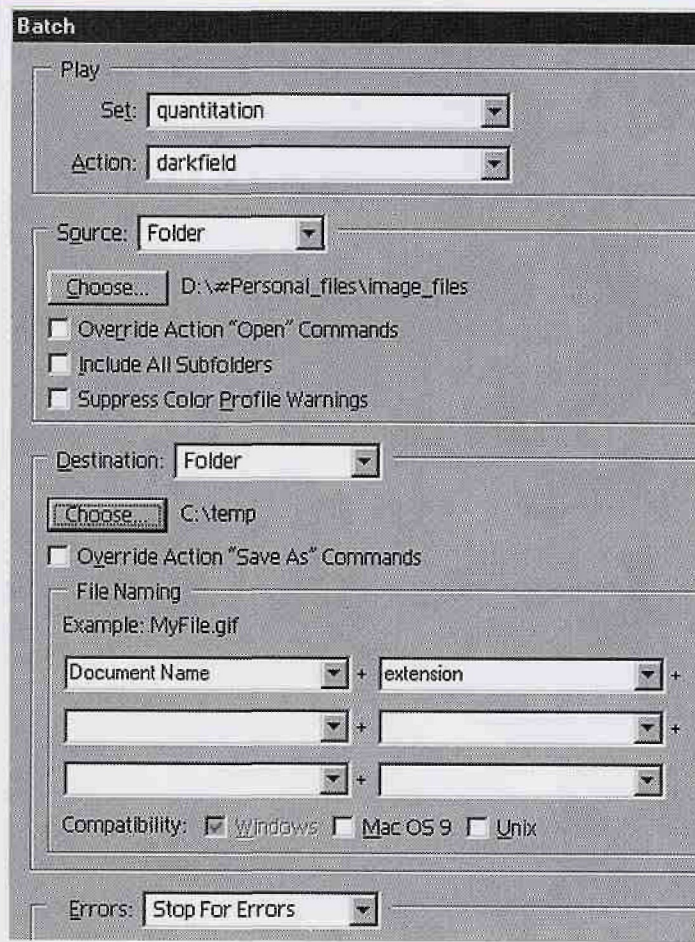 Batch
Play
Set: quantitation
Action: darkfield
Source: Folder
Choose... D:\#Personal_files\image_files
Override Action "Open" Commands
Include All Subfolders
Suppress Color Profile Warnings
Destination: Folder
Choose... C:\temp
Override Action "Save As" Commands
File Naming
Example: MyFile.gif
Document Name + extension +
+ +
+
Compatibility: Windows Mac OS 9 Unix
Errors: Stop For Errors